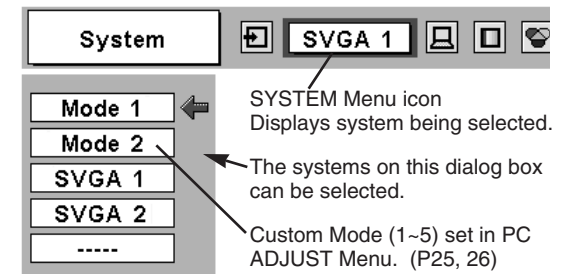 System
SVGA 1
Mode 1
Mode 2
SVGA 1
SVGA 2
-----
SYSTEM Menu icon
Displays system being selected.
The systems on this dialog box
can be selected.
Custom Mode (1~5) set in PC
ADJUST Menu. (P25, 26)